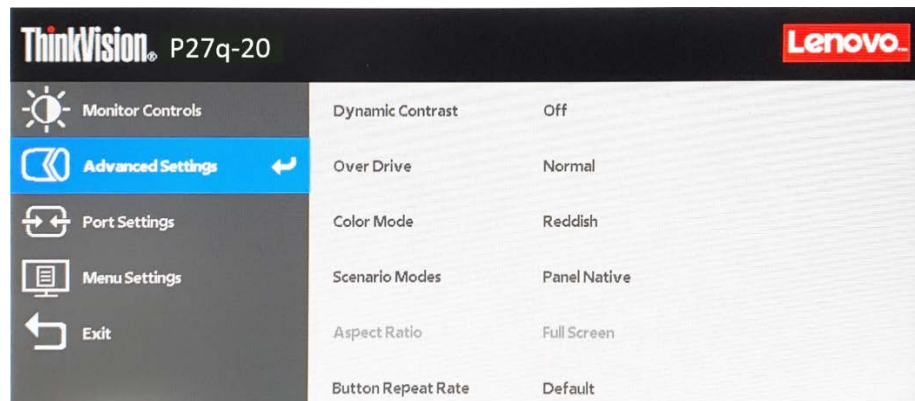 ThinkVision® P27q-20
Lenovo™
Monitor Controls
Advanced Settings
Port Settings
Menu Settings
Exit
Dynamic Contrast Off
Over Drive Normal
Color Mode Reddish
Scenario Modes Panel Native
Aspect Ratio Full Screen
Button Repeat Rate Default